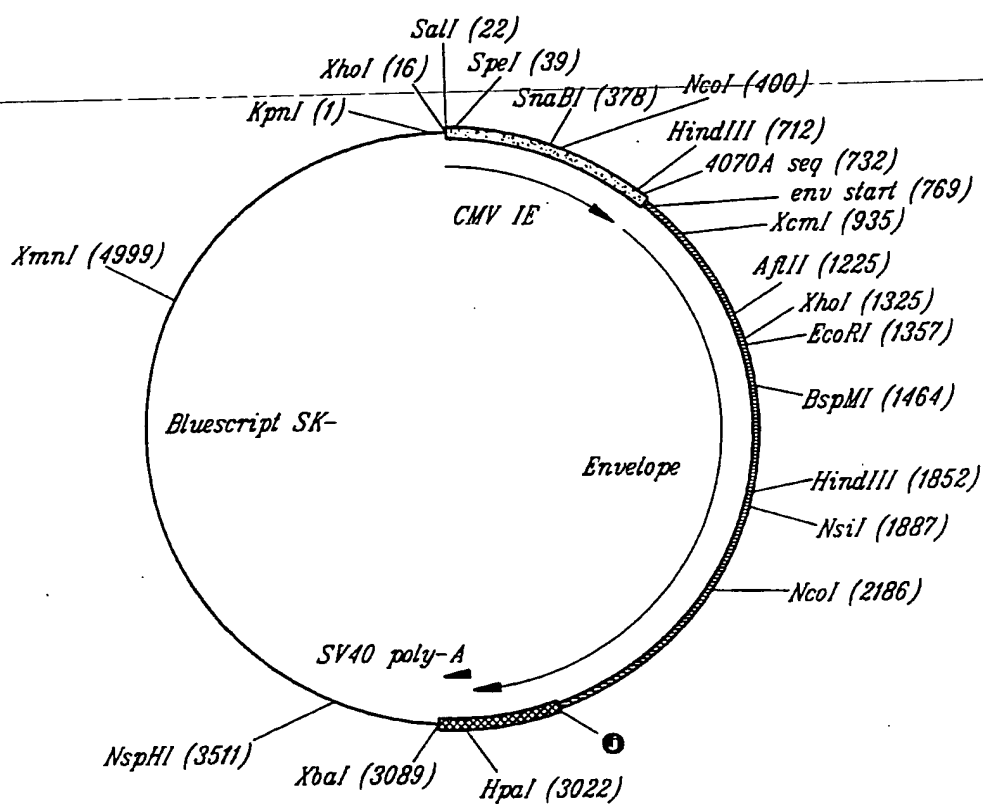 SalI (22)
XhoI (16)
SpeI (39)
SnaBI (378)
NcoI (400)
KpnI (1)
HindIII (712)
4070A seq (732)
env start (769)
XcmI (935)
CMV IE
XmnI (4999)
AflII (1225)
XhoI (1325)
EcoRI (1357)
BspMI (1464)
Bluescript SK-
Envelope
HindIII (1852)
NsiI (1887)
NcoI (2186)
SV40 poly-A
j
NspHI (3511)
XbaI (3089)
HpaI (3022)